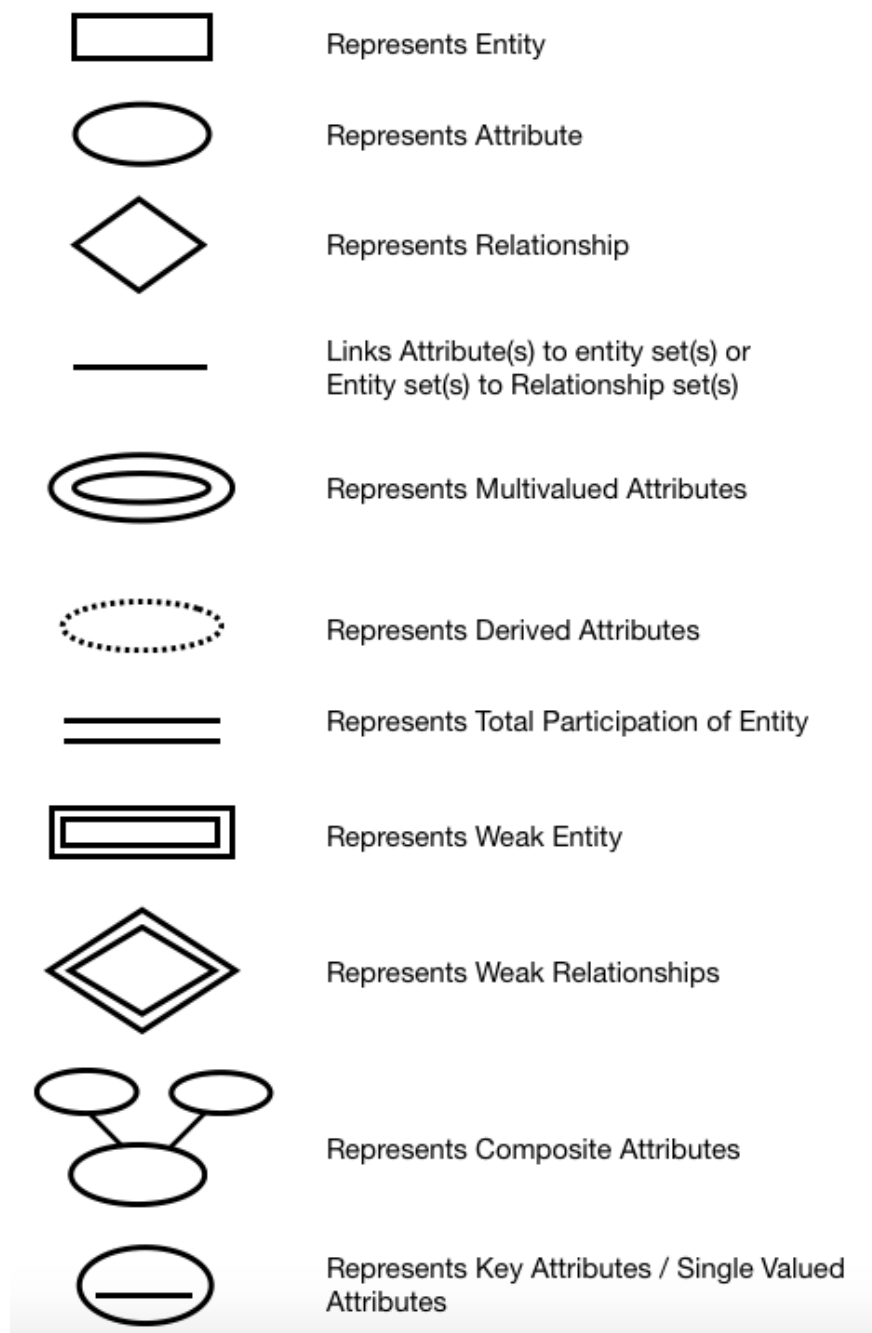 Represents Entity
Represents Attribute
Represents Relationship
Links Attribute(s) to entity set(s) or
Entity set(s) to Relationship set(s)
Represents Multivalued Attributes
Represents Derived Attributes
Represents Total Participation of Entity
Represents Weak Entity
Represents Weak Relationships
Represents Composite Attributes
Represents Key Attributes / Single Valued
Attributes